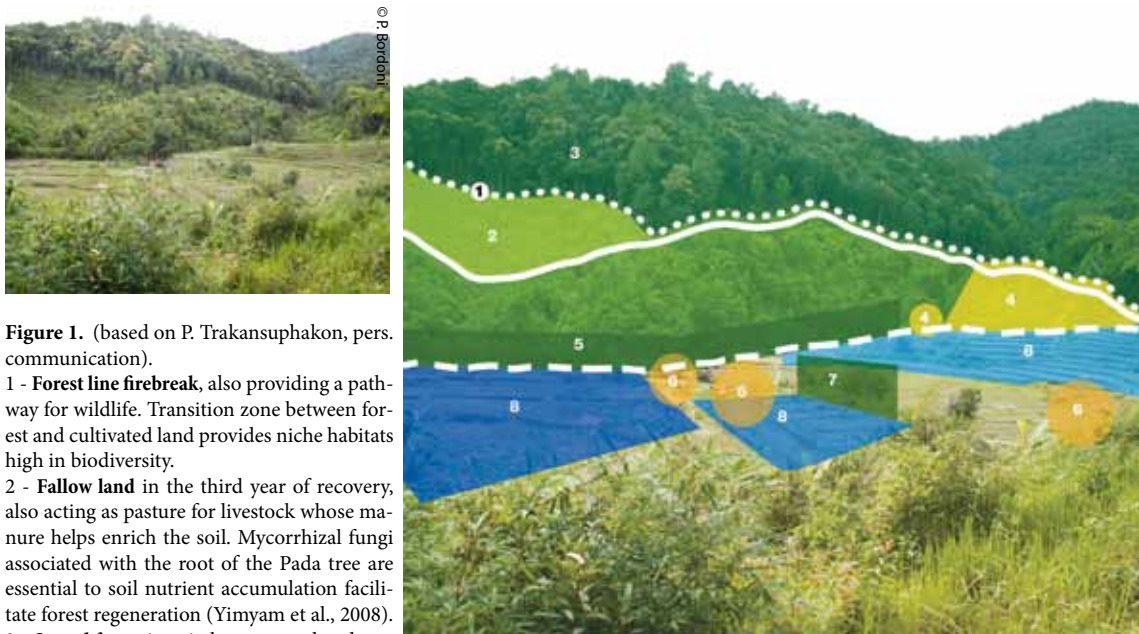 © P. Bordoni
Figure 1. (based on P. Trakansuphakon, pers.
communication).
1 - Forest line firebreak, also providing a path-
way for wildlife. Transition zone between for-
est and cultivated land provides niche habitats
high in biodiversity.
2 - Fallow land in the third year of recovery,
also acting as pasture for livestock whose ma-
nure helps enrich the soil. Mycorrhizal fungi
associated with the root of the Pada tree are
essential to soil nutrient accumulation facili-
tate forest regeneration (Yimyam et al., 2008).
3
1
2
4
4
5
8
6
6
7
8
8
6